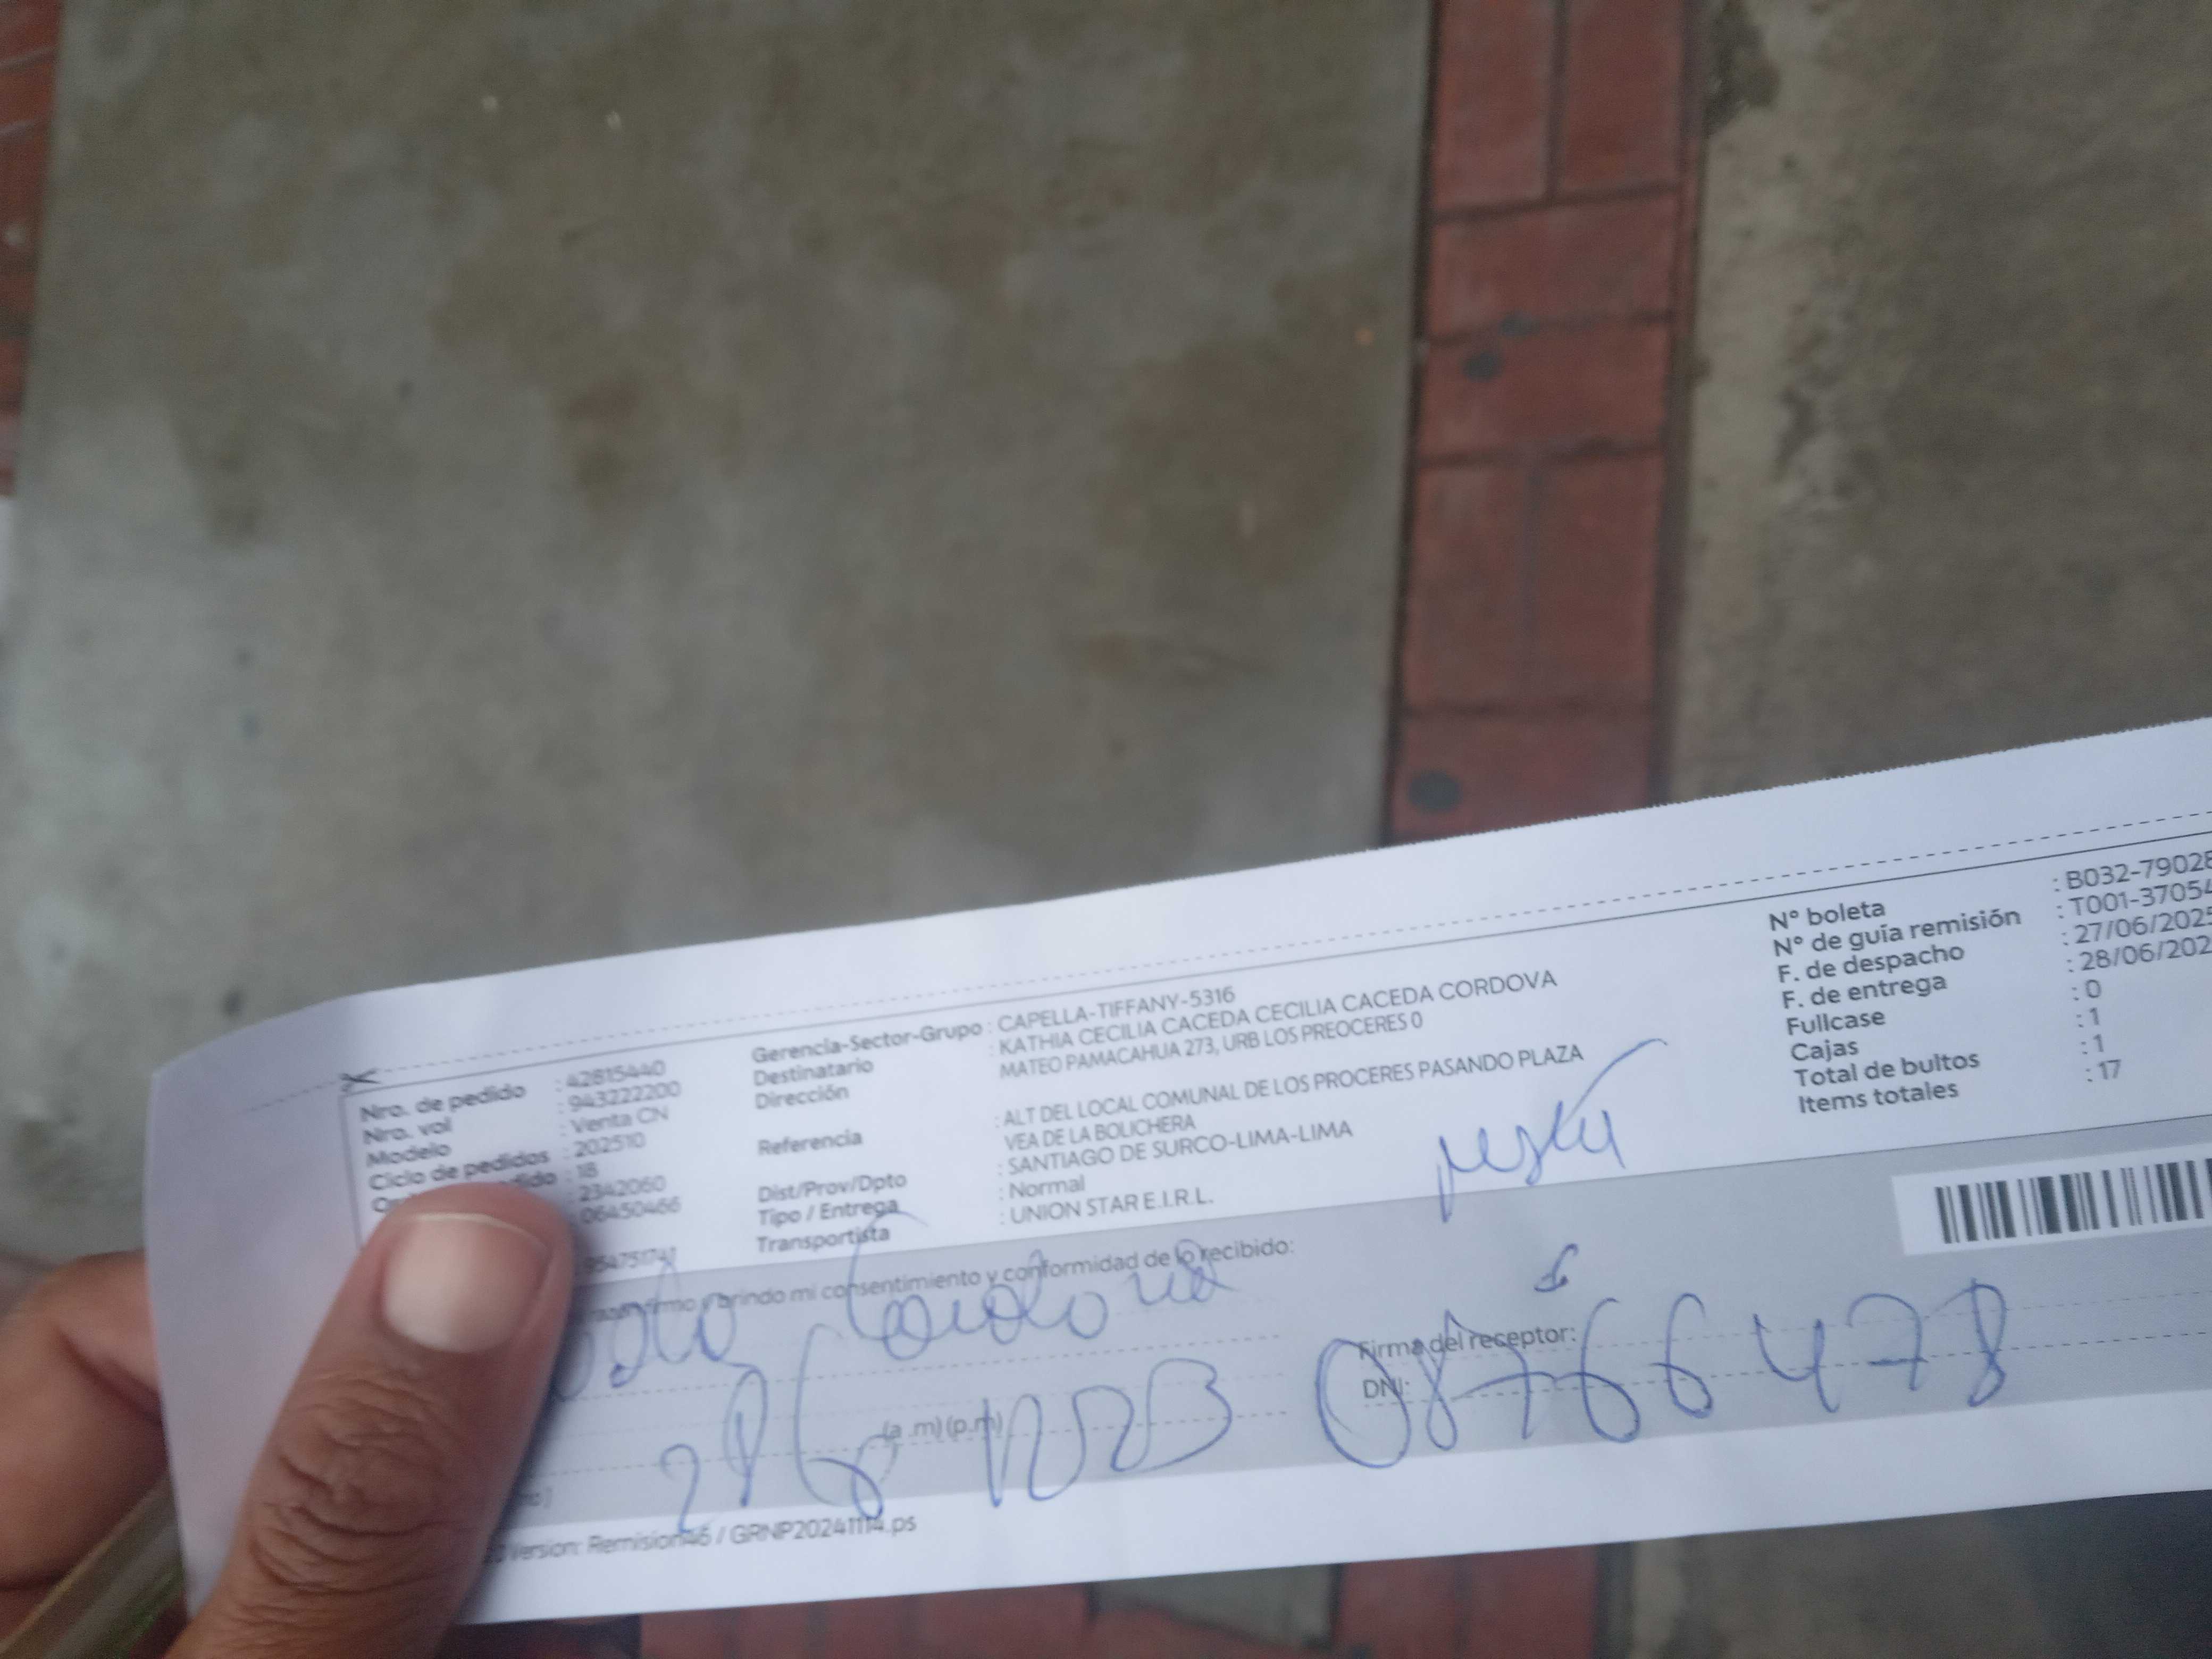 Nro. de pedido : 42815440
Nro. vol : 943222200
Modelo : Venta CN
Ciclo de pedidos : 202510
: 18
: 2342060
: 06450466
Gerencia-Sector-Grupo : CAPELLA-TIFFANY-5316
Destinatario : KATHIA CECILIA CACEDA CECILIA CACEDA CORDOVA
Dirección MATEO PAMACAHUA 273, URB LOS PREOCERES 0
Referencia : ALT DEL LOCAL COMUNAL DE LOS PROCERES PASANDO PLAZA
VEA DE LA BOLICHERA
Dist/Prov/Dpto : SANTIAGO DE SURCO-LIMA-LIMA
Tipo / Entrega : Normal
Transportista : UNION STAR E.I.R.L.
N° boleta : B032-79028
N° de guía remisión : T001-37054
F. de despacho : 27/06/2025
F. de entrega : 28/06/202
Fullcase : 0
Cajas : 1
Total de bultos : 1
Items totales : 17
firmo y brindo mi consentimiento y conformidad de lo recibido:
Cordova
Firma del receptor:
(a .m) (p.m)
DNI: 08766478
Version: Remision46 / GRNP20241114.ps